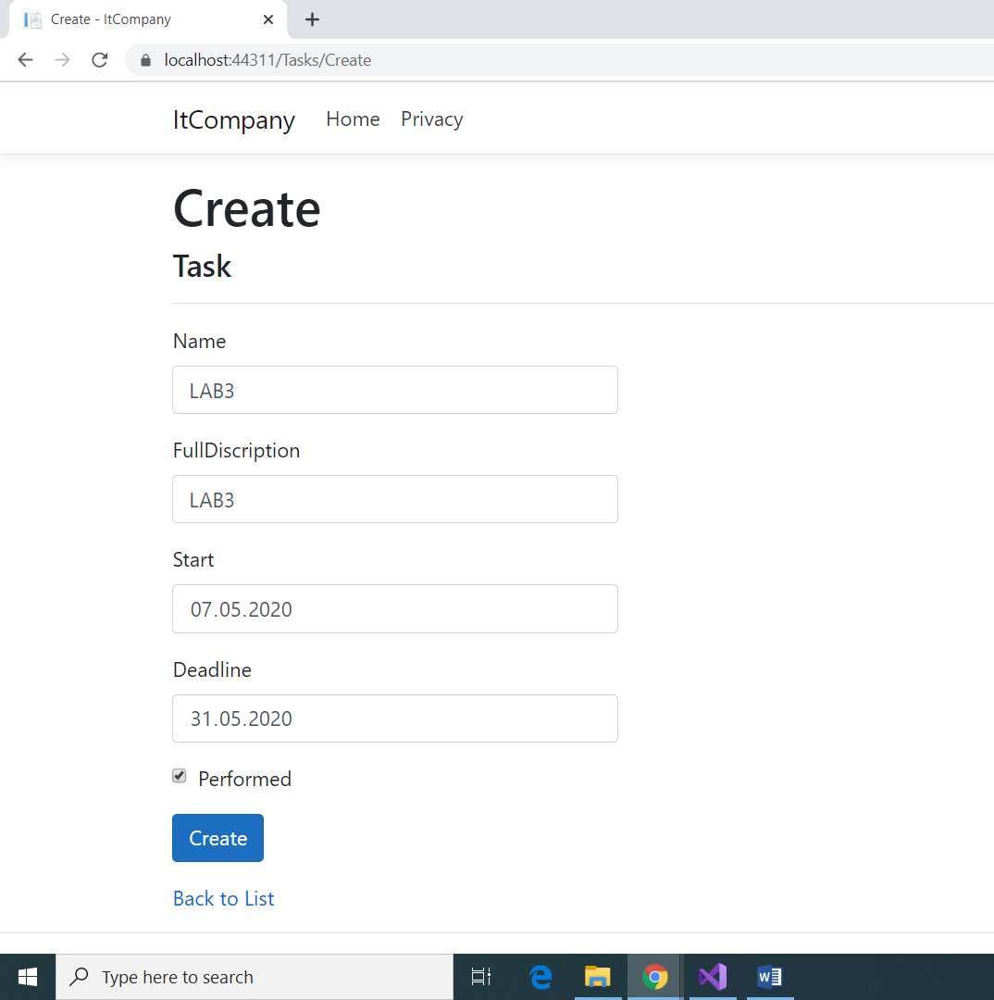 Create - ItCompany
localhost:44311/Tasks/Create
ItCompany Home Privacy
Create
Task
Name
LAB3
FullDiscription
LAB3
Start
07.05.2020
Deadline
31.05.2020
Performed
Create
Back to List
Type here to search